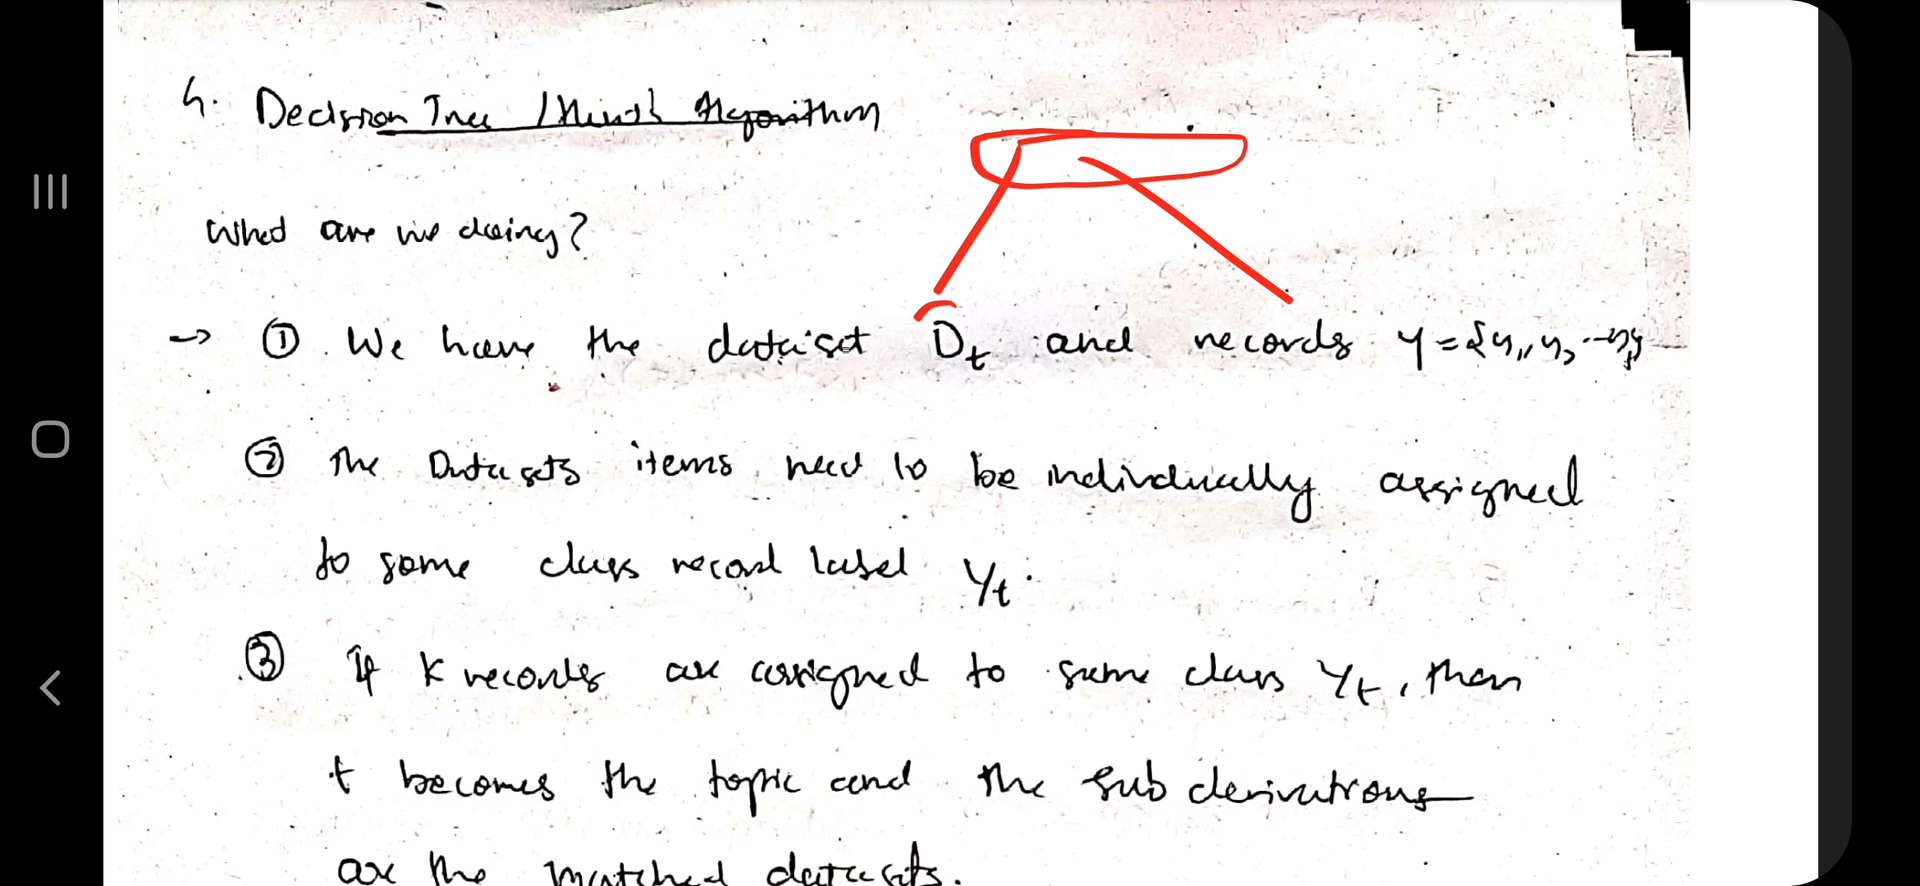 4. Decision Tree / Hunt's Algorithm
What are we doing?
→ ① We have the dataset Dt and records y = {y1, y2
② The Datasets items need to be individually assigned
to some class record label Yt.
③ If K records are assigned to same class Yt, then
t becomes the topic and the sub derivations
are the matched datasets.